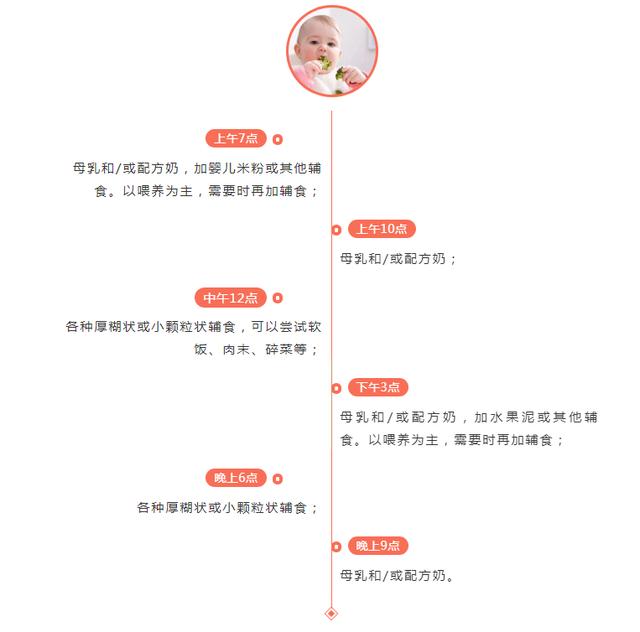 上午7点
母乳和/或配方奶，加婴儿米粉或其他辅
食。以喂养为主，需要时再加辅食；
上午10点
母乳和/或配方奶；
中午12点
各种厚糊状或小颗粒状辅食，可以尝试软
饭、肉末、碎菜等；
下午3点
母乳和/或配方奶，加水果泥或其他辅
食。以喂养为主，需要时再加辅食；
晚上6点
各种厚糊状或小颗粒状辅食；
晚上9点
母乳和/或配方奶。